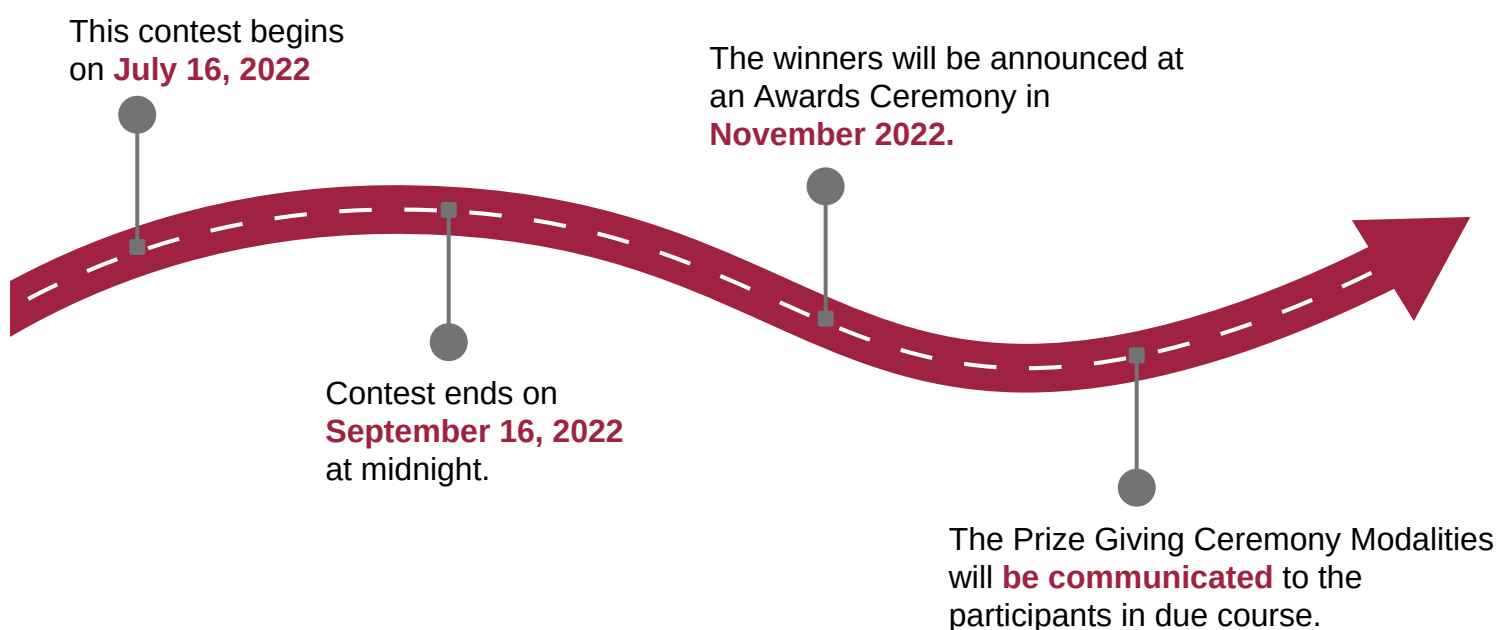 This contest begins
on July 16, 2022
Contest ends on
September 16, 2022
at midnight.
The winners will be announced at
an Awards Ceremony in
November 2022.
The Prize Giving Ceremony Modalities
will be communicated to the
participants in due course.